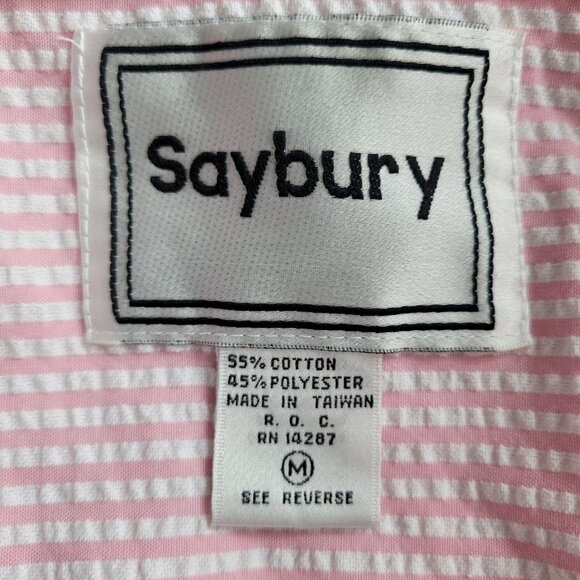 Saybury
55% COTTON
45% POLYESTER
MADE IN TAIWAN
R. O. C.
RN 14287
M
SEE REVERSE